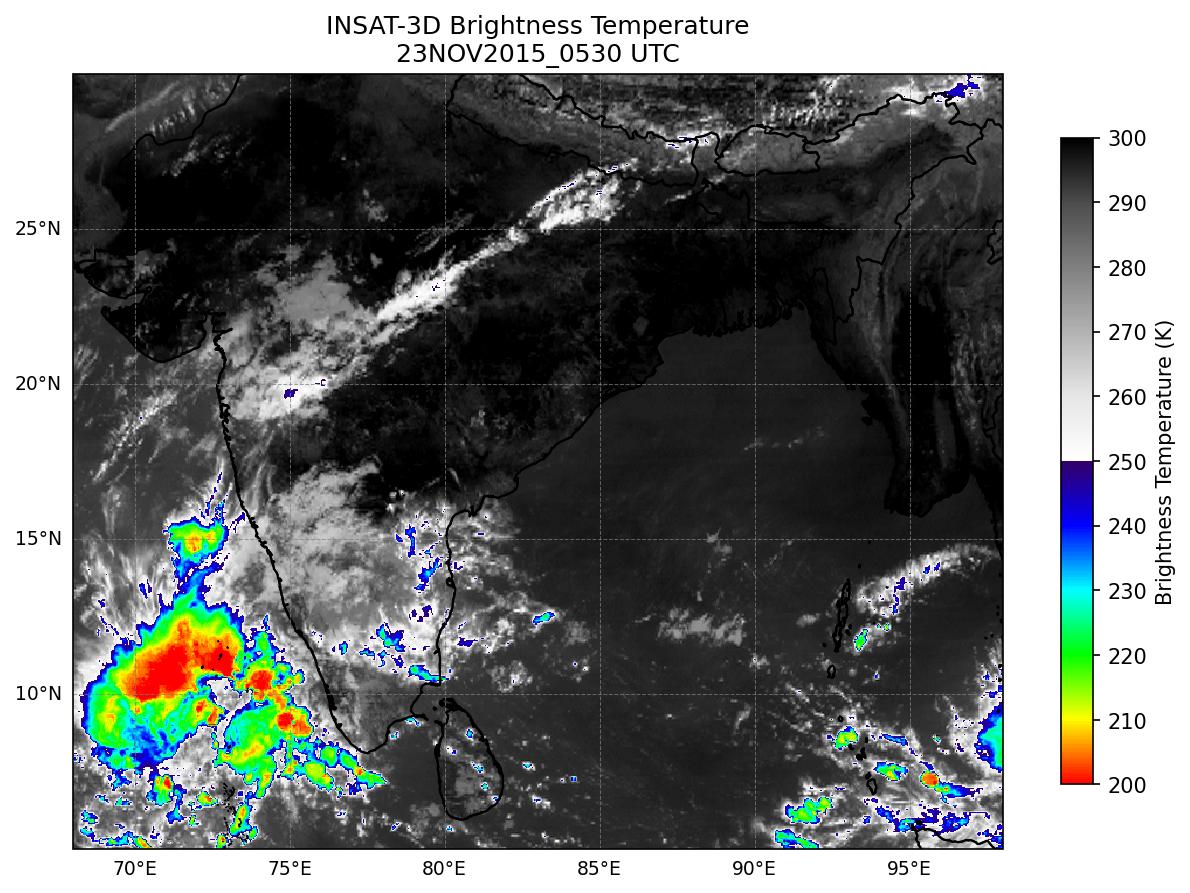 INSAT-3D Brightness Temperature
23NOV2015_0530 UTC
25°N
20°N
15°N
10°N
70°E
75°E
80°E
85°E
90°E
95°E
300
290
280
270
260
250
240
230
220
210
200
Brightness Temperature (K)